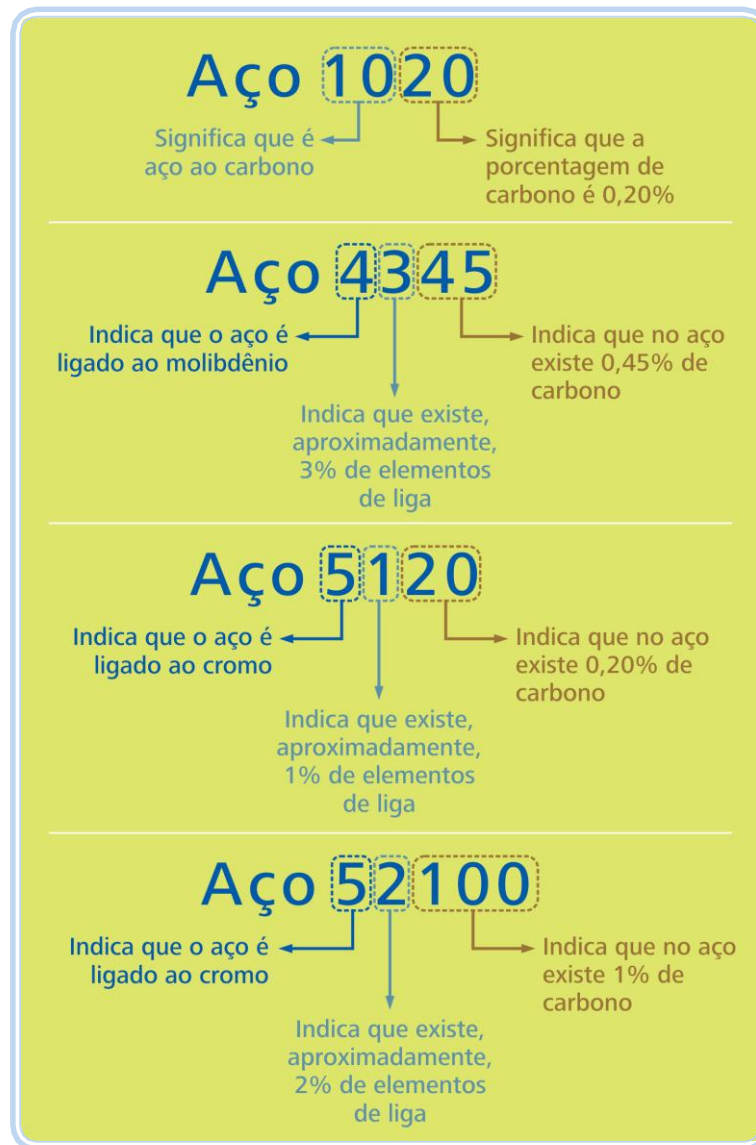 Aço 1020
Significa que é
aço ao carbono
Significa que a
porcentagem de
carbono é 0,20%
Aço 4345
Indica que o aço é
ligado ao molibdênio
Indica que no aço
existe 0,45% de
carbono
Indica que existe,
aproximadamente,
3% de elementos
de liga
Aço 5120
Indica que o aço é
ligado ao cromo
Indica que no aço
existe 0,20% de
carbono
Indica que existe,
aproximadamente,
1% de elementos
de liga
Aço 52100
Indica que o aço é
ligado ao cromo
Indica que no aço
existe 1% de
carbono
Indica que existe,
aproximadamente,
2% de elementos
de liga